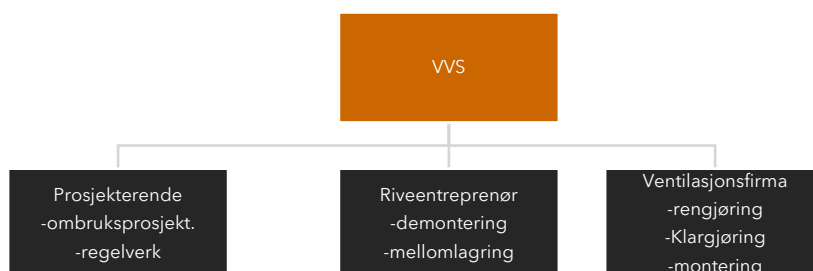 VVS
Prosjekterende
-ombruksprosjekt.
-regelverk
Riveentreprenør
-demontering
-mellomlagring
Ventilasjonsfirma
-rengjøring
-Klargjøring
-montering